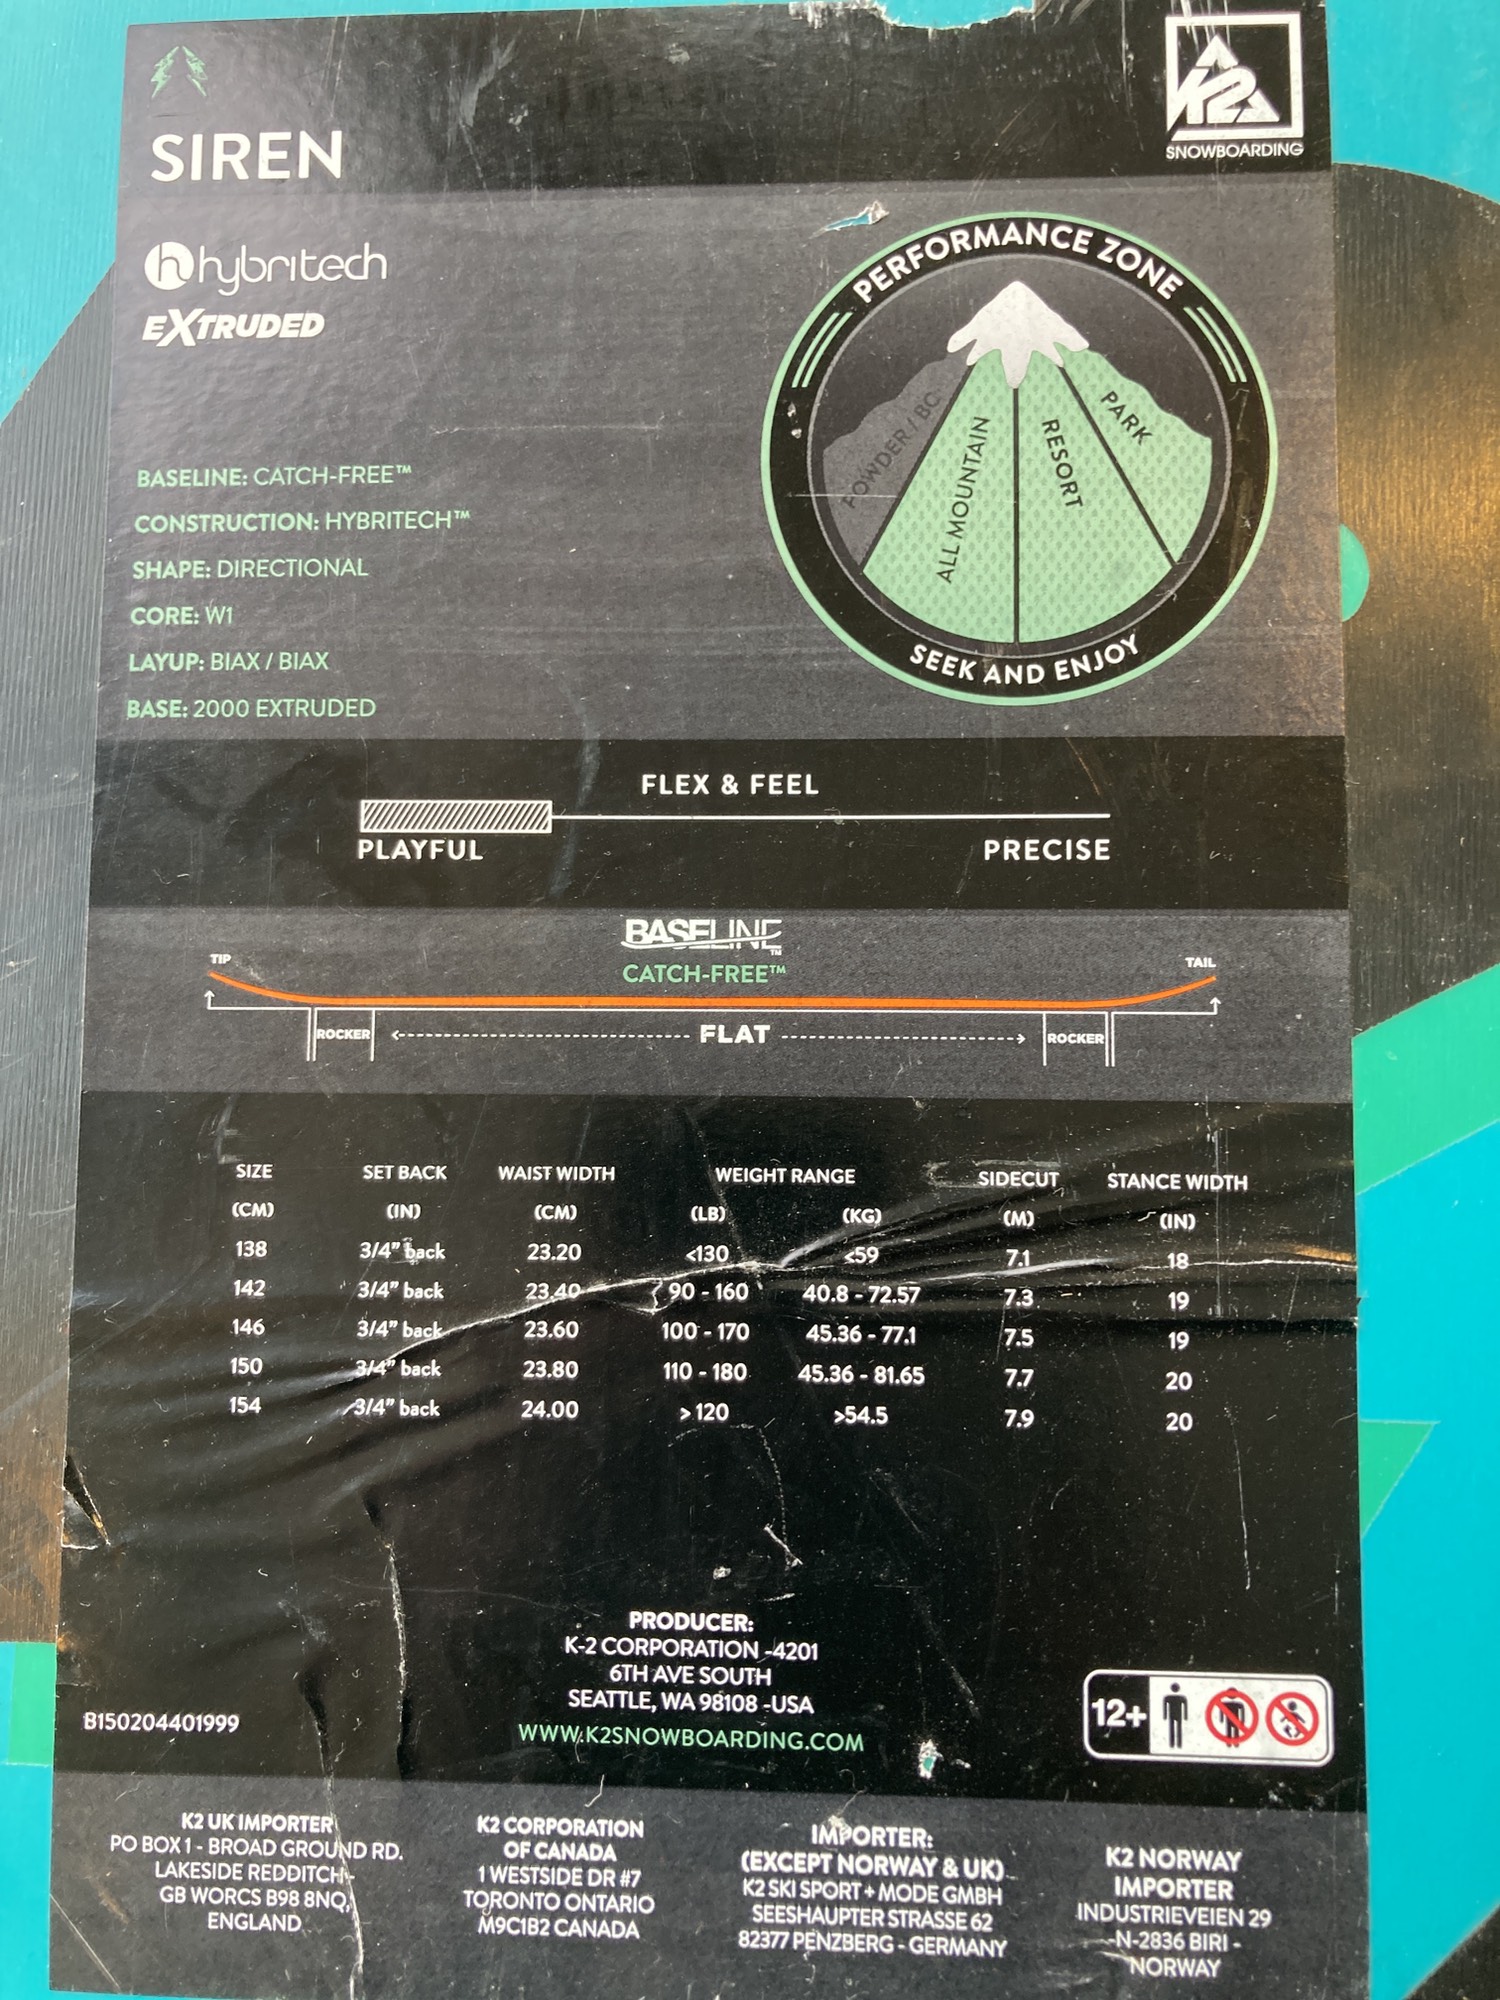 SIREN
K2
SNOWBOARDING
hybritech
EXTRUDED
BASELINE: CATCH-FREE™
CONSTRUCTION: HYBRITECH™
SHAPE: DIRECTIONAL
CORE: W1
LAYUP: BIAX / BIAX
BASE: 2000 EXTRUDED
PERFORMANCE ZONE
POWDER / BC
ALL MOUNTAIN
RESORT
PARK
SEEK AND ENJOY
FLEX & FEEL
PLAYFUL PRECISE
BASELINE™
CATCH-FREE™
TIP TAIL
ROCKER FLAT ROCKER
SIZE SET BACK WAIST WIDTH WEIGHT RANGE SIDECUT STANCE WIDTH
(CM) (IN) (CM) (LB) (KG) (M) (IN)
138 3/4" back 23.20 <130 <59 7.1 18
142 3/4" back 23.40 90 - 160 40.8 - 72.57 7.3 19
146 3/4" back 23.60 100 - 170 45.36 - 77.1 7.5 19
150 3/4" back 23.80 110 - 180 45.36 - 81.65 7.7 20
154 3/4" back 24.00 > 120 >54.5 7.9 20
PRODUCER:
K-2 CORPORATION -4201
6TH AVE SOUTH
SEATTLE, WA 98108 -USA
WWW.K2SNOWBOARDING.COM
B150204401999
12+
K2 UK IMPORTER
PO BOX 1 - BROAD GROUND RD.
LAKESIDE REDDITCH-
GB WORCS B98 8NQ,
ENGLAND
K2 CORPORATION
OF CANADA
1 WESTSIDE DR #7
TORONTO ONTARIO
M9C1B2 CANADA
IMPORTER:
(EXCEPT NORWAY & UK)
K2 SKI SPORT + MODE GMBH
SEESHAUPTER STRASSE 62
82377 PENZBERG - GERMANY
K2 NORWAY
IMPORTER
INDUSTRIEVEIEN 29
-N-2836 BIRI -
NORWAY